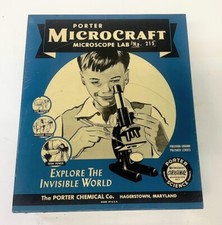 PORTER
MICROCRAFT
MICROSCOPE LAB No. 215
EXPLORE THE
INVISIBLE WORLD
PORTER
ORIGINAL
SCIENCE
The PORTER CHEMICAL Co. HAGERSTOWN, MARYLAND